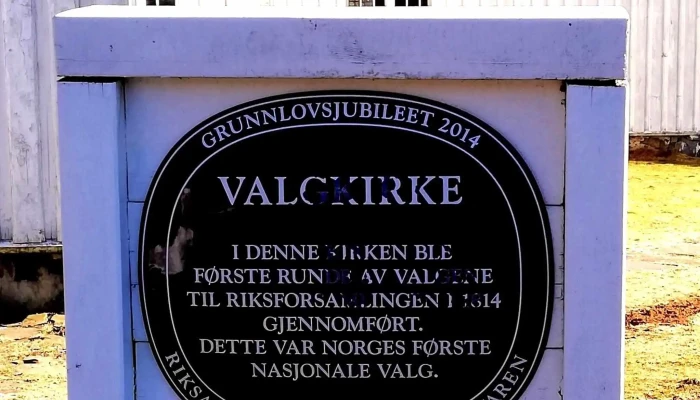 GRUNNLOVSJUBILEET 2014
VALGKIRKE
I DENNE KIRKEN BLE
FØRSTE RUNDE AV VALGENE
TIL RIKSFORSAMLINGEN I 1814
GJENNOMFØRT.
DETTE VAR NORGES FØRSTE
NASJONALE VALG.